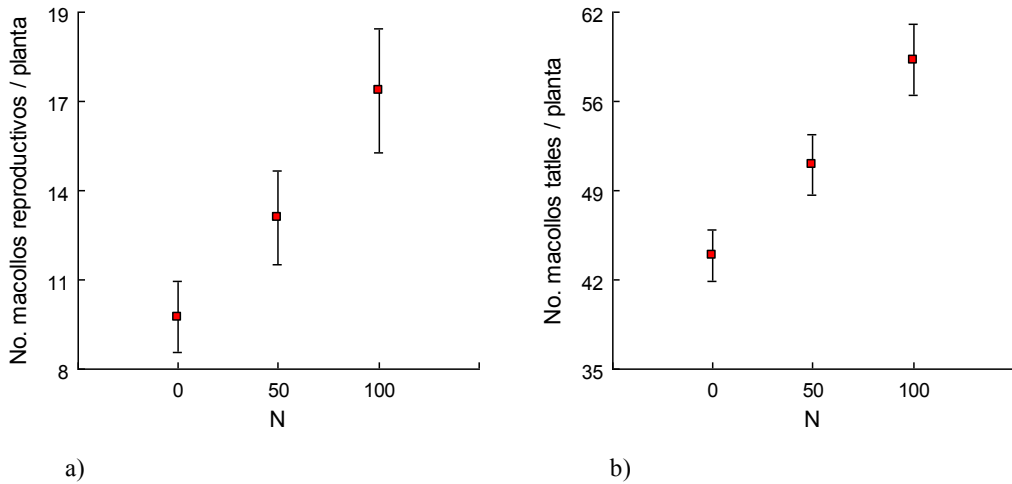 No. macollos reproductivos / planta
19
17
14
11
8
0 50 100
N
a)
No. macollos tatles / planta
62
56
49
42
35
0 50 100
N
b)